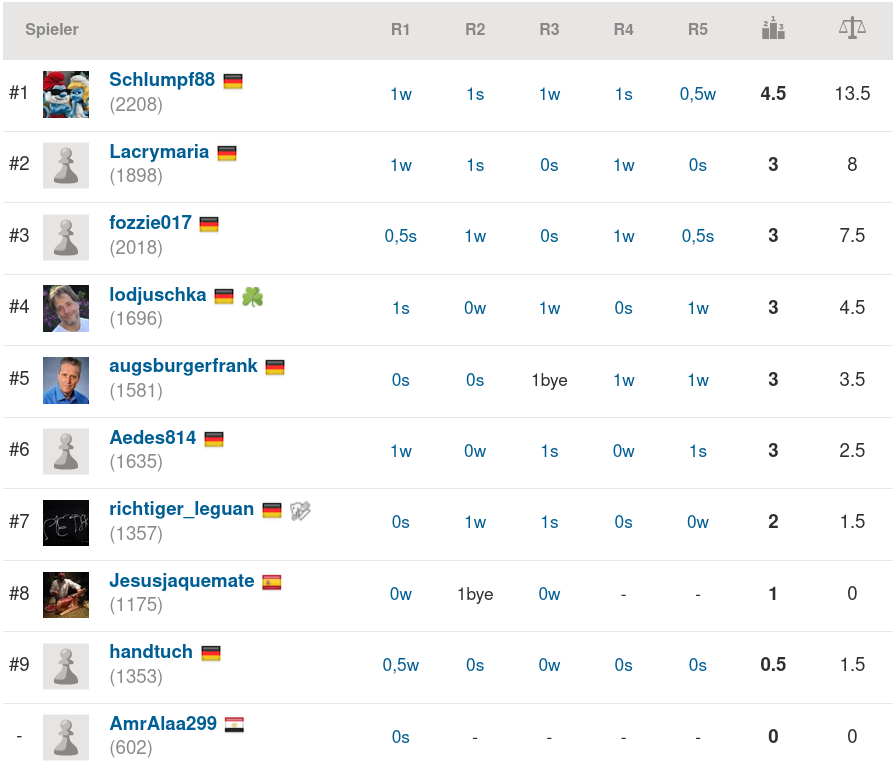 Spieler R1 R2 R3 R4 R5
#1 Schlumpf88 1w 1s 1w 1s 0,5w 4.5 13.5
(2208)
#2 Lacrymaria 1w 1s 0s 1w 0s 3 8
(1898)
#3 fozzie017 0,5s 1w 0s 1w 0,5s 3 7.5
(2018)
#4 lodjuschka 1s 0w 1w 0s 1w 3 4.5
(1696)
#5 augsburgerfrank 0s 0s 1bye 1w 1w 3 3.5
(1581)
#6 Aedes814 1w 0w 1s 0w 1s 3 2.5
(1635)
#7 richtiger_leguan 0s 1w 1s 0s 0w 2 1.5
(1357)
#8 Jesusjaquemate 0w 1bye 0w - - 1 0
(1175)
#9 handtuch 0,5w 0s 0w 0s 0s 0.5 1.5
(1353)
- AmrAlaa299 0s - - - - 0 0
(602)